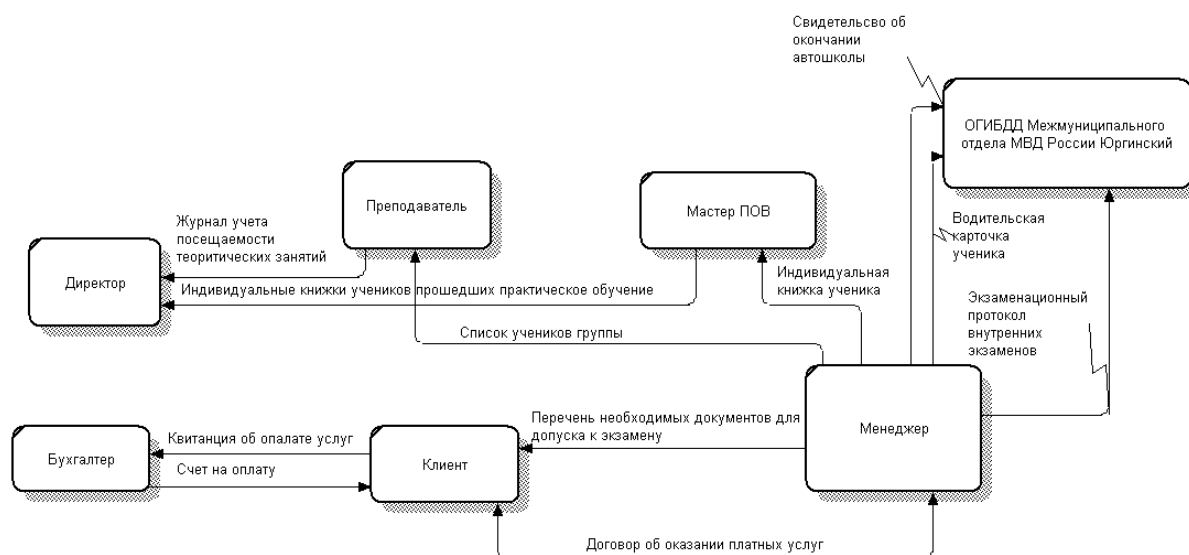 Свидетельсво об
окончании
автошколы
ОГИБДД Межмуниципального
отдела МВД России Юргинский
Преподаватель
Мастер ПОВ
Журнал учета
посещаемости
теоритических занятий
Водительская
карточка
ученика
Директор
Индивидуальные книжки учеников прошедших практическое обучение
Индивидуальная
книжка ученика
Экзаменационный
протокол
внутренних
экзаменов
Список учеников группы
Перечень необходимых документов для
допуска к экзамену
Менеджер
Квитанция об опалате услуг
Бухгалтер
Счет на оплату
Клиент
Договор об оказании платных услуг